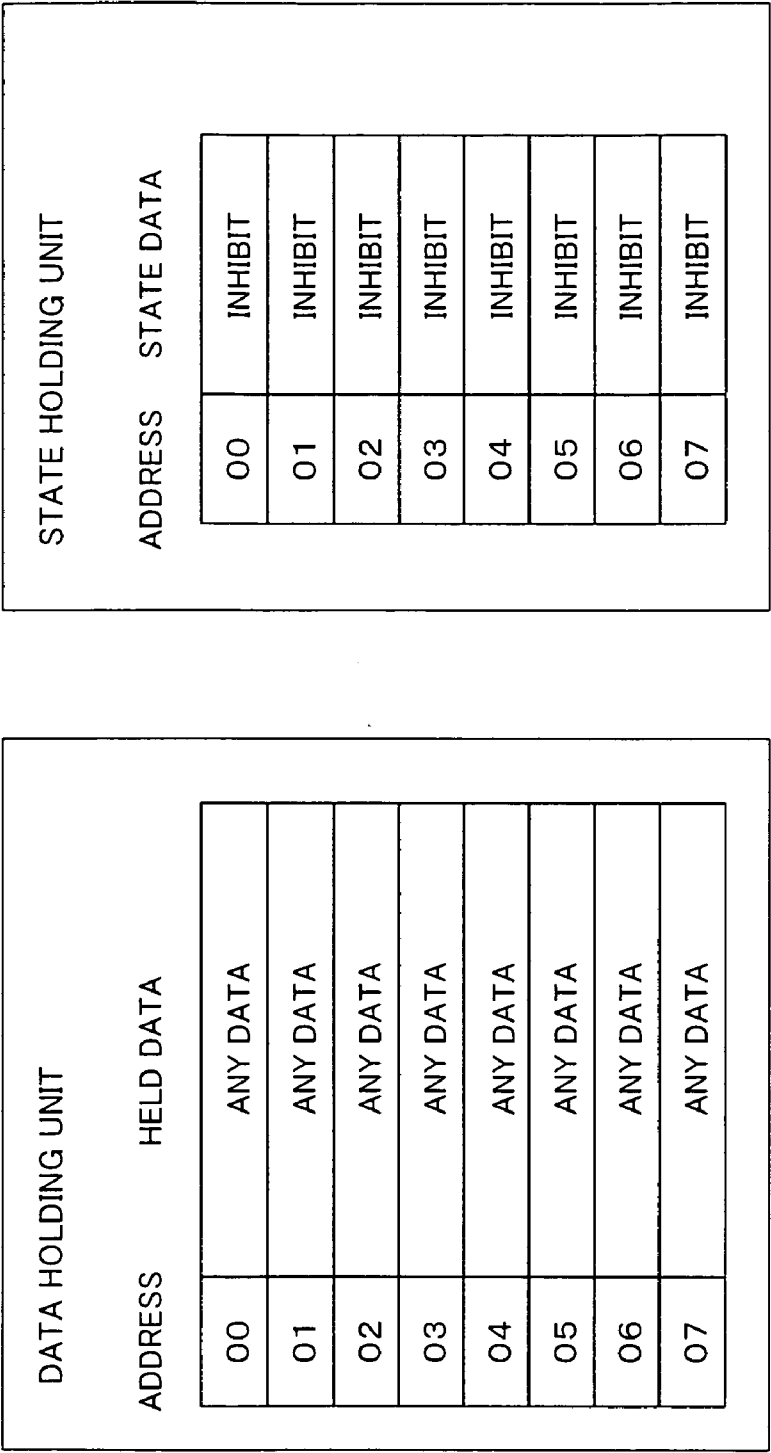 DATA HOLDING UNIT
ADDRESS HELD DATA
00 ANY DATA
01 ANY DATA
02 ANY DATA
03 ANY DATA
04 ANY DATA
05 ANY DATA
06 ANY DATA
07 ANY DATA
STATE HOLDING UNIT
ADDRESS STATE DATA
00 INHIBIT
01 INHIBIT
02 INHIBIT
03 INHIBIT
04 INHIBIT
05 INHIBIT
06 INHIBIT
07 INHIBIT